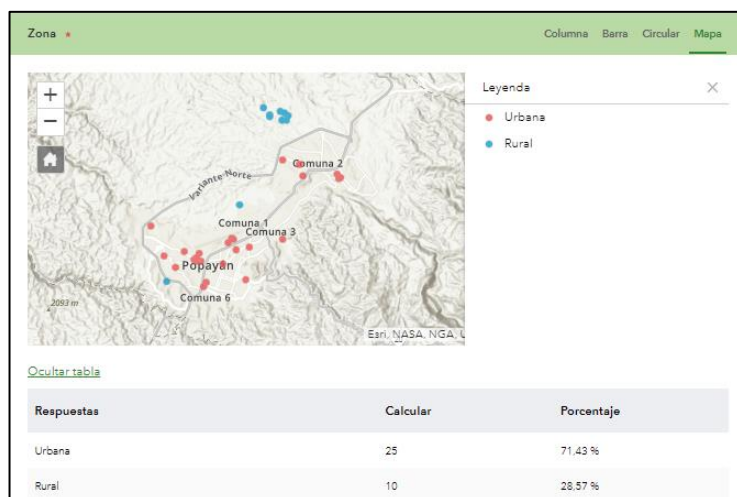 Zona *
Columna Barra Circular Mapa
+
−
Leyenda
Urbana
Rural
Comuna 2
Variante Norte
Comuna 1
Comuna 3
Popayán
Comuna 6
2093 m
Esri, NASA, NGA, U
Ocultar tabla
Respuestas Calcular Porcentaje
Urbana 25 71,43 %
Rural 10 28,57 %